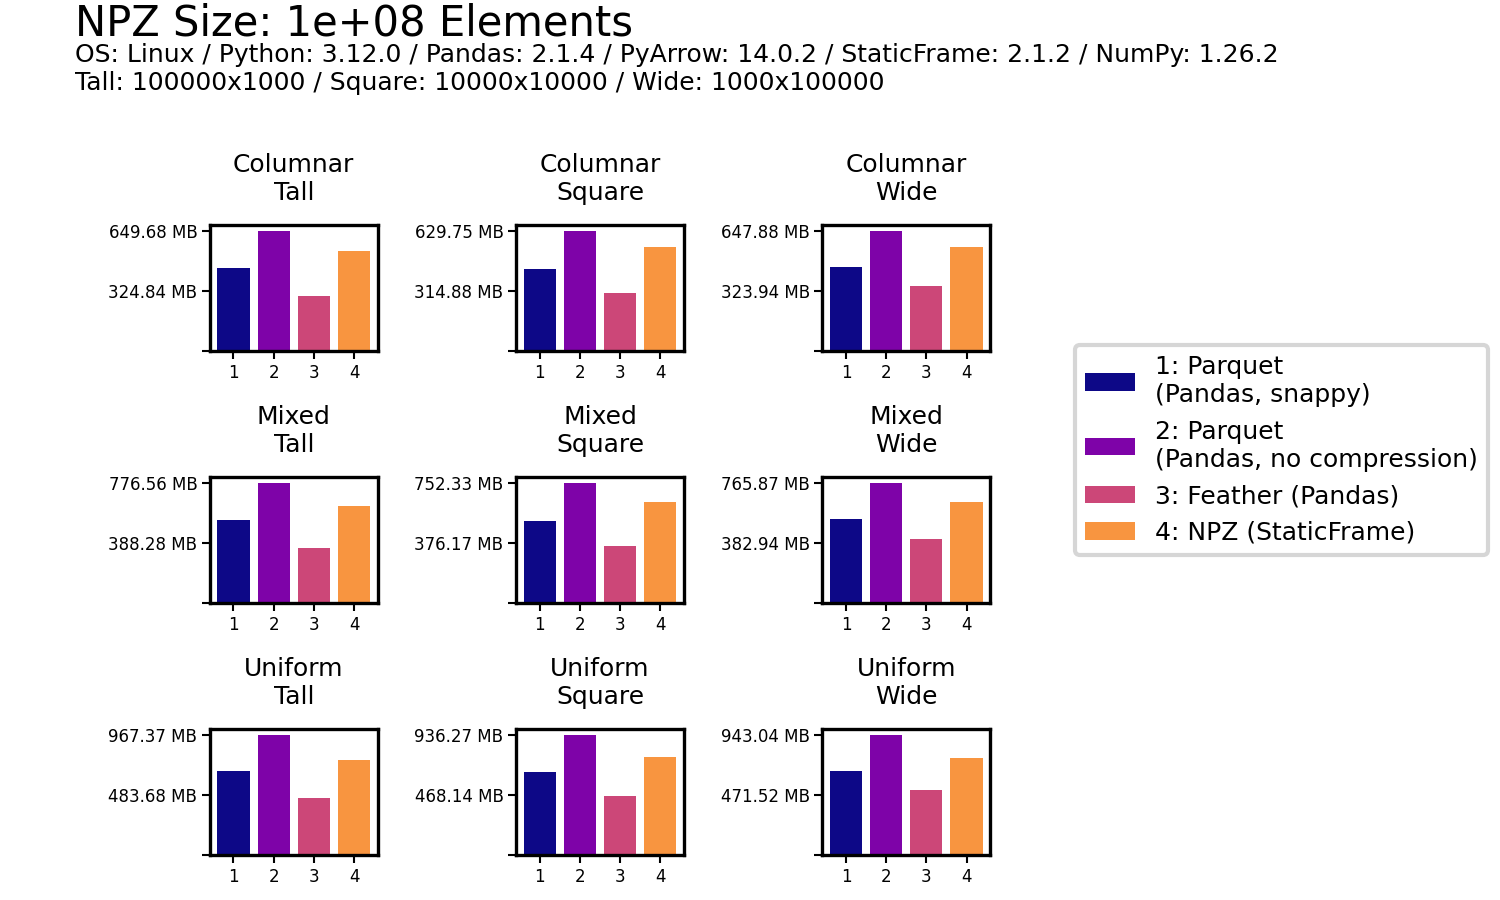 NPZ Size: 1e+08 Elements
OS: Linux / Python: 3.12.0 / Pandas: 2.1.4 / PyArrow: 14.0.2 / StaticFrame: 2.1.2 / NumPy: 1.26.2
Tall: 100000x1000 / Square: 10000x10000 / Wide: 1000x100000
Columnar
Tall
649.68 MB
324.84 MB
1 2 3 4
Columnar
Square
629.75 MB
314.88 MB
1 2 3 4
Columnar
Wide
647.88 MB
323.94 MB
1 2 3 4
Mixed
Tall
776.56 MB
388.28 MB
1 2 3 4
Mixed
Square
752.33 MB
376.17 MB
1 2 3 4
Mixed
Wide
765.87 MB
382.94 MB
1 2 3 4
Uniform
Tall
967.37 MB
483.68 MB
1 2 3 4
Uniform
Square
936.27 MB
468.14 MB
1 2 3 4
Uniform
Wide
943.04 MB
471.52 MB
1 2 3 4
1: Parquet
(Pandas, snappy)
2: Parquet
(Pandas, no compression)
3: Feather (Pandas)
4: NPZ (StaticFrame)